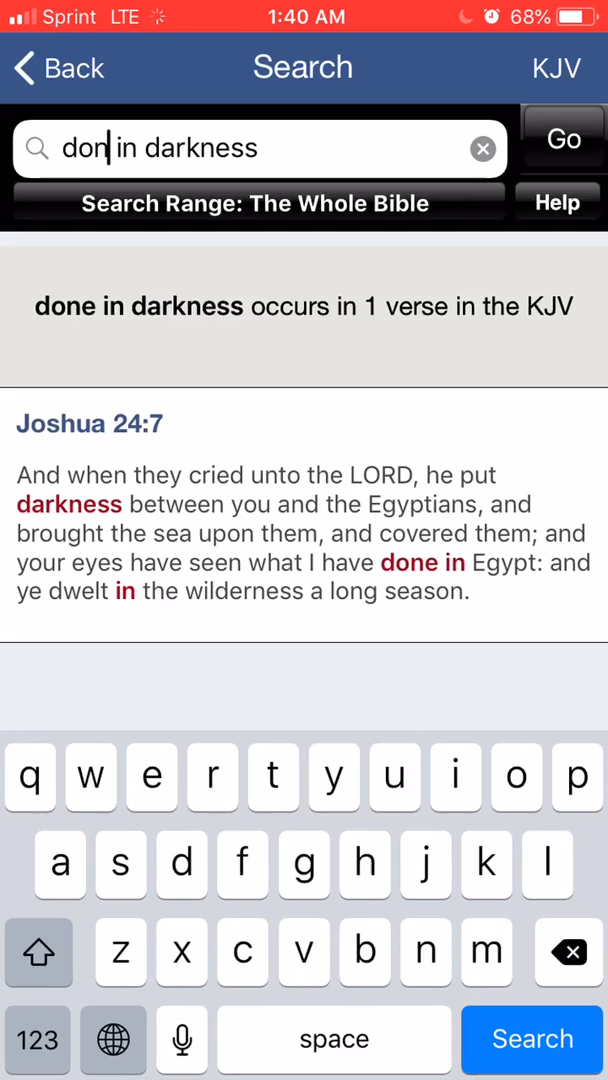 Sprint LTE 1:40 AM 68%
Back Search KJV
don in darkness Go
Search Range: The Whole Bible Help
done in darkness occurs in 1 verse in the KJV
Joshua 24:7
And when they cried unto the LORD, he put
darkness between you and the Egyptians, and
brought the sea upon them, and covered them; and
your eyes have seen what I have done in Egypt: and
ye dwelt in the wilderness a long season.
q w e r t y u i o p
a s d f g h j k l
z x c v b n m
123 space Search